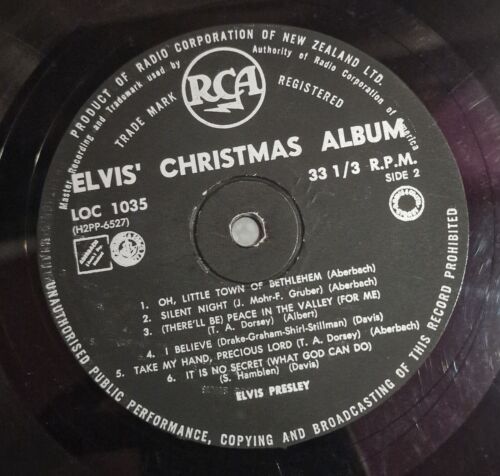 PRODUCT OF RADIO CORPORATION OF NEW ZEALAND LTD.
Master Recording and Trademark used by
Authority of Radio Corporation of America
RCA
TRADE MARK
REGISTERED
ELVIS' CHRISTMAS ALBUM
LOC 1035
(H2PP-6527)
33 1/3 R.P.M.
SIDE 2
1. OH, LITTLE TOWN OF BETHLEHEM (Aberbach)
2. SILENT NIGHT (J. Mohr-F. Gruber) (Aberbach)
3. (THERE'LL BE) PEACE IN THE VALLEY (FOR ME)
(T. A. Dorsey) (Albert)
4. I BELIEVE (Drake-Graham-Shirl-Stillman) (Davis)
5. TAKE MY HAND, PRECIOUS LORD (T. A. Dorsey) (Aberbach)
6. IT IS NO SECRET (WHAT GOD CAN DO)
(S. Hamblen) (Davis)
ELVIS PRESLEY
UNAUTHORISED PUBLIC PERFORMANCE, COPYING AND BROADCASTING OF THIS RECORD PROHIBITED